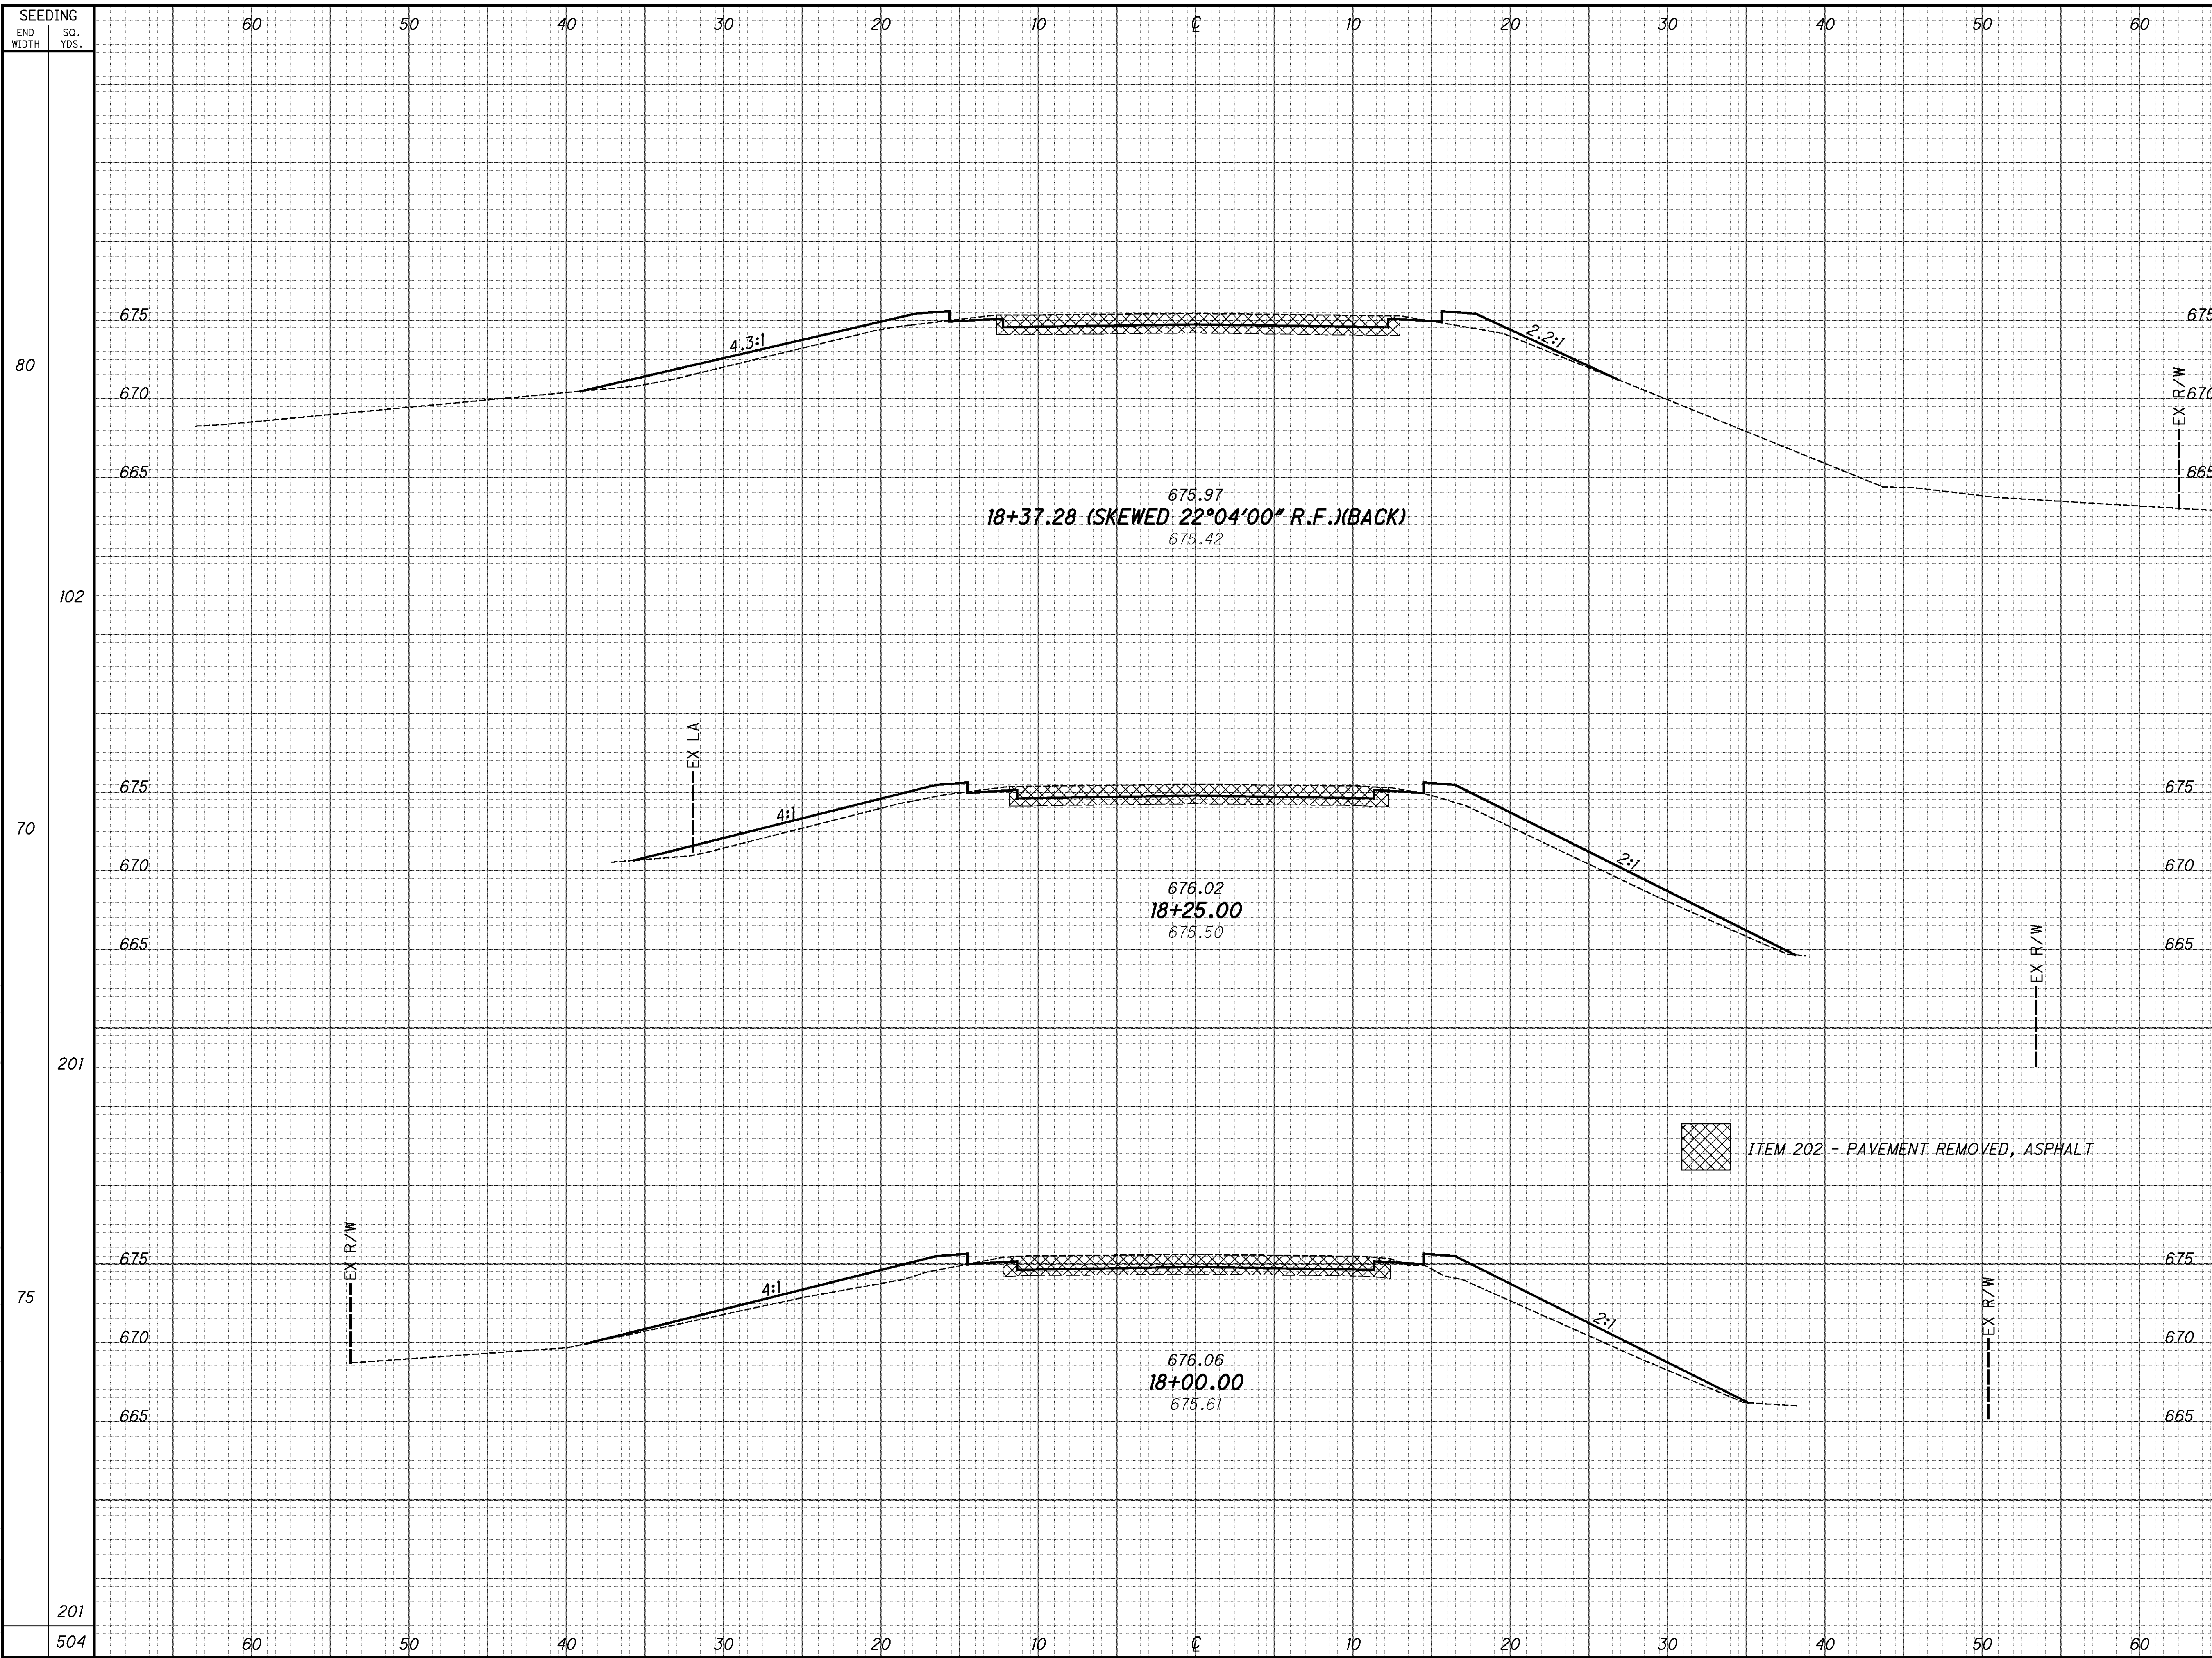 SEEDING
END WIDTH
SQ. YDS.
60 50 40 30 20 10 ℄ 10 20 30 40 50 60
675 675
4.3:1 2.2:1
80
670 670
EX R/W
665 665
675.97
18+37.28 (SKEWED 22°04'00" R.F.)(BACK)
675.42
102
EX LA
675 675
4:1 2:1
70
670 670
676.02
18+25.00
675.50
665 665
EX R/W
201
ITEM 202 - PAVEMENT REMOVED, ASPHALT
EX R/W
675 675
4:1 2:1
75
EX R/W
670 670
676.06
18+00.00
675.61
665 665
201
504
60 50 40 30 20 10 ℄ 10 20 30 40 50 60